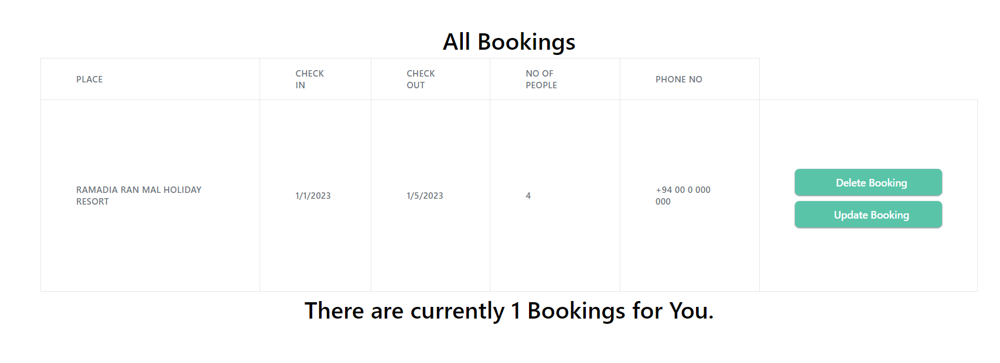 All Bookings
PLACE
CHECK
IN
CHECK
OUT
NO OF
PEOPLE
PHONE NO
RAMADIA RAN MAL HOLIDAY
RESORT
1/1/2023
1/5/2023
4
+94 00 0 000
000
Delete Booking
Update Booking
There are currently 1 Bookings for You.